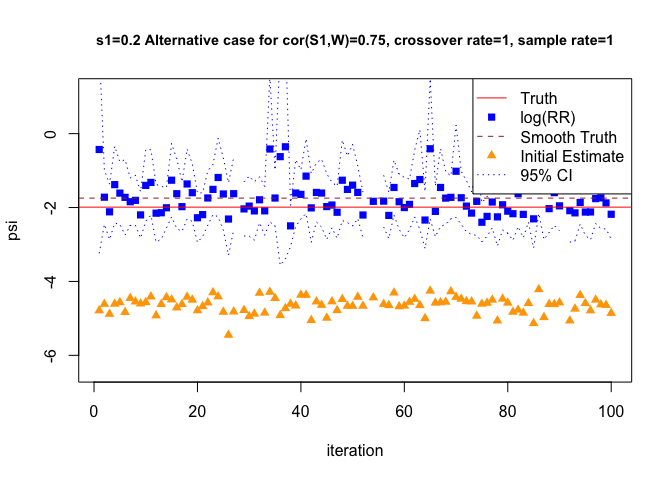 s1=0.2 Alternative case for cor(S1,W)=0.75, crossover rate=1, sample rate=1
Truth
log(RR)
Smooth Truth
Initial Estimate
95% CI
psi
0
-2
-4
-6
0
20
40
60
80
100
iteration